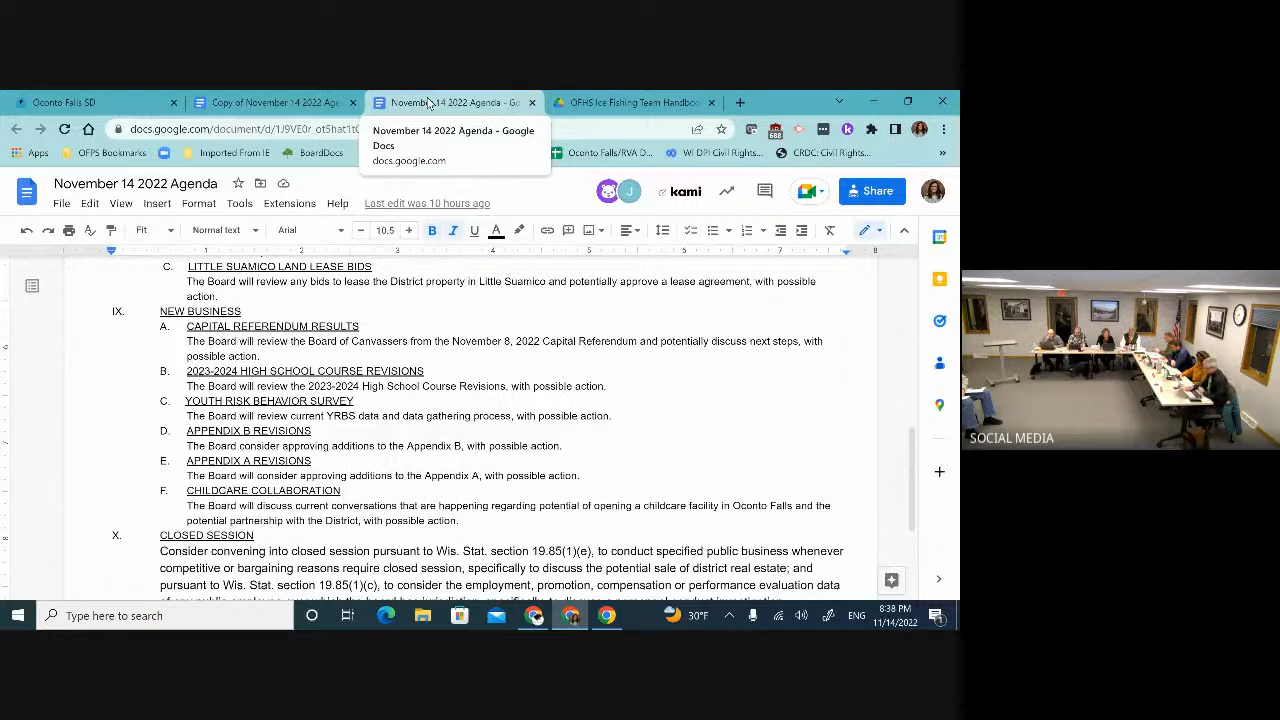 Oconto Falls SD
Copy of November 14 2022 Age
November 14 2022 Agenda - Go
OFHS Ice Fishing Team Handboo
November 14 2022 Agenda - Google
Docs
docs.google.com
docs.google.com/document/d/1J9VE0r_ot5hat1t
688
Apps
OFPS Bookmarks
Imported From IE
BoardDocs
Oconto Falls/RVA D...
WI DPI Civil Rights...
CRDC: Civil Rights...
November 14 2022 Agenda
J
kami
Share
File Edit View Insert Format Tools Extensions Help Last edit was 10 hours ago
Fit Normal text Arial 10.5 B I U A
1 2 3 4 5 6 7 8
C. LITTLE SUAMICO LAND LEASE BIDS
The Board will review any bids to lease the District property in Little Suamico and potentially approve a lease agreement, with possible
action.
IX. NEW BUSINESS
A. CAPITAL REFERENDUM RESULTS
The Board will review the Board of Canvassers from the November 8, 2022 Capital Referendum and potentially discuss next steps, with
possible action.
B. 2023-2024 HIGH SCHOOL COURSE REVISIONS
The Board will review the 2023-2024 High School Course Revisions, with possible action.
C. YOUTH RISK BEHAVIOR SURVEY
The Board will review current YRBS data and data gathering process, with possible action.
D. APPENDIX B REVISIONS
The Board consider approving additions to the Appendix B, with possible action.
E. APPENDIX A REVISIONS
The Board will consider approving additions to the Appendix A, with possible action.
F. CHILDCARE COLLABORATION
The Board will discuss current conversations that are happening regarding potential of opening a childcare facility in Oconto Falls and the
potential partnership with the District, with possible action.
X. CLOSED SESSION
Consider convening into closed session pursuant to Wis. Stat. section 19.85(1)(e), to conduct specified public business whenever
competitive or bargaining reasons require closed session, specifically to discuss the potential sale of district real estate; and
pursuant to Wis. Stat. section 19.85(1)(c), to consider the employment, promotion, compensation or performance evaluation data
SOCIAL MEDIA
Type here to search
30°F
ENG
8:38 PM
11/14/2022